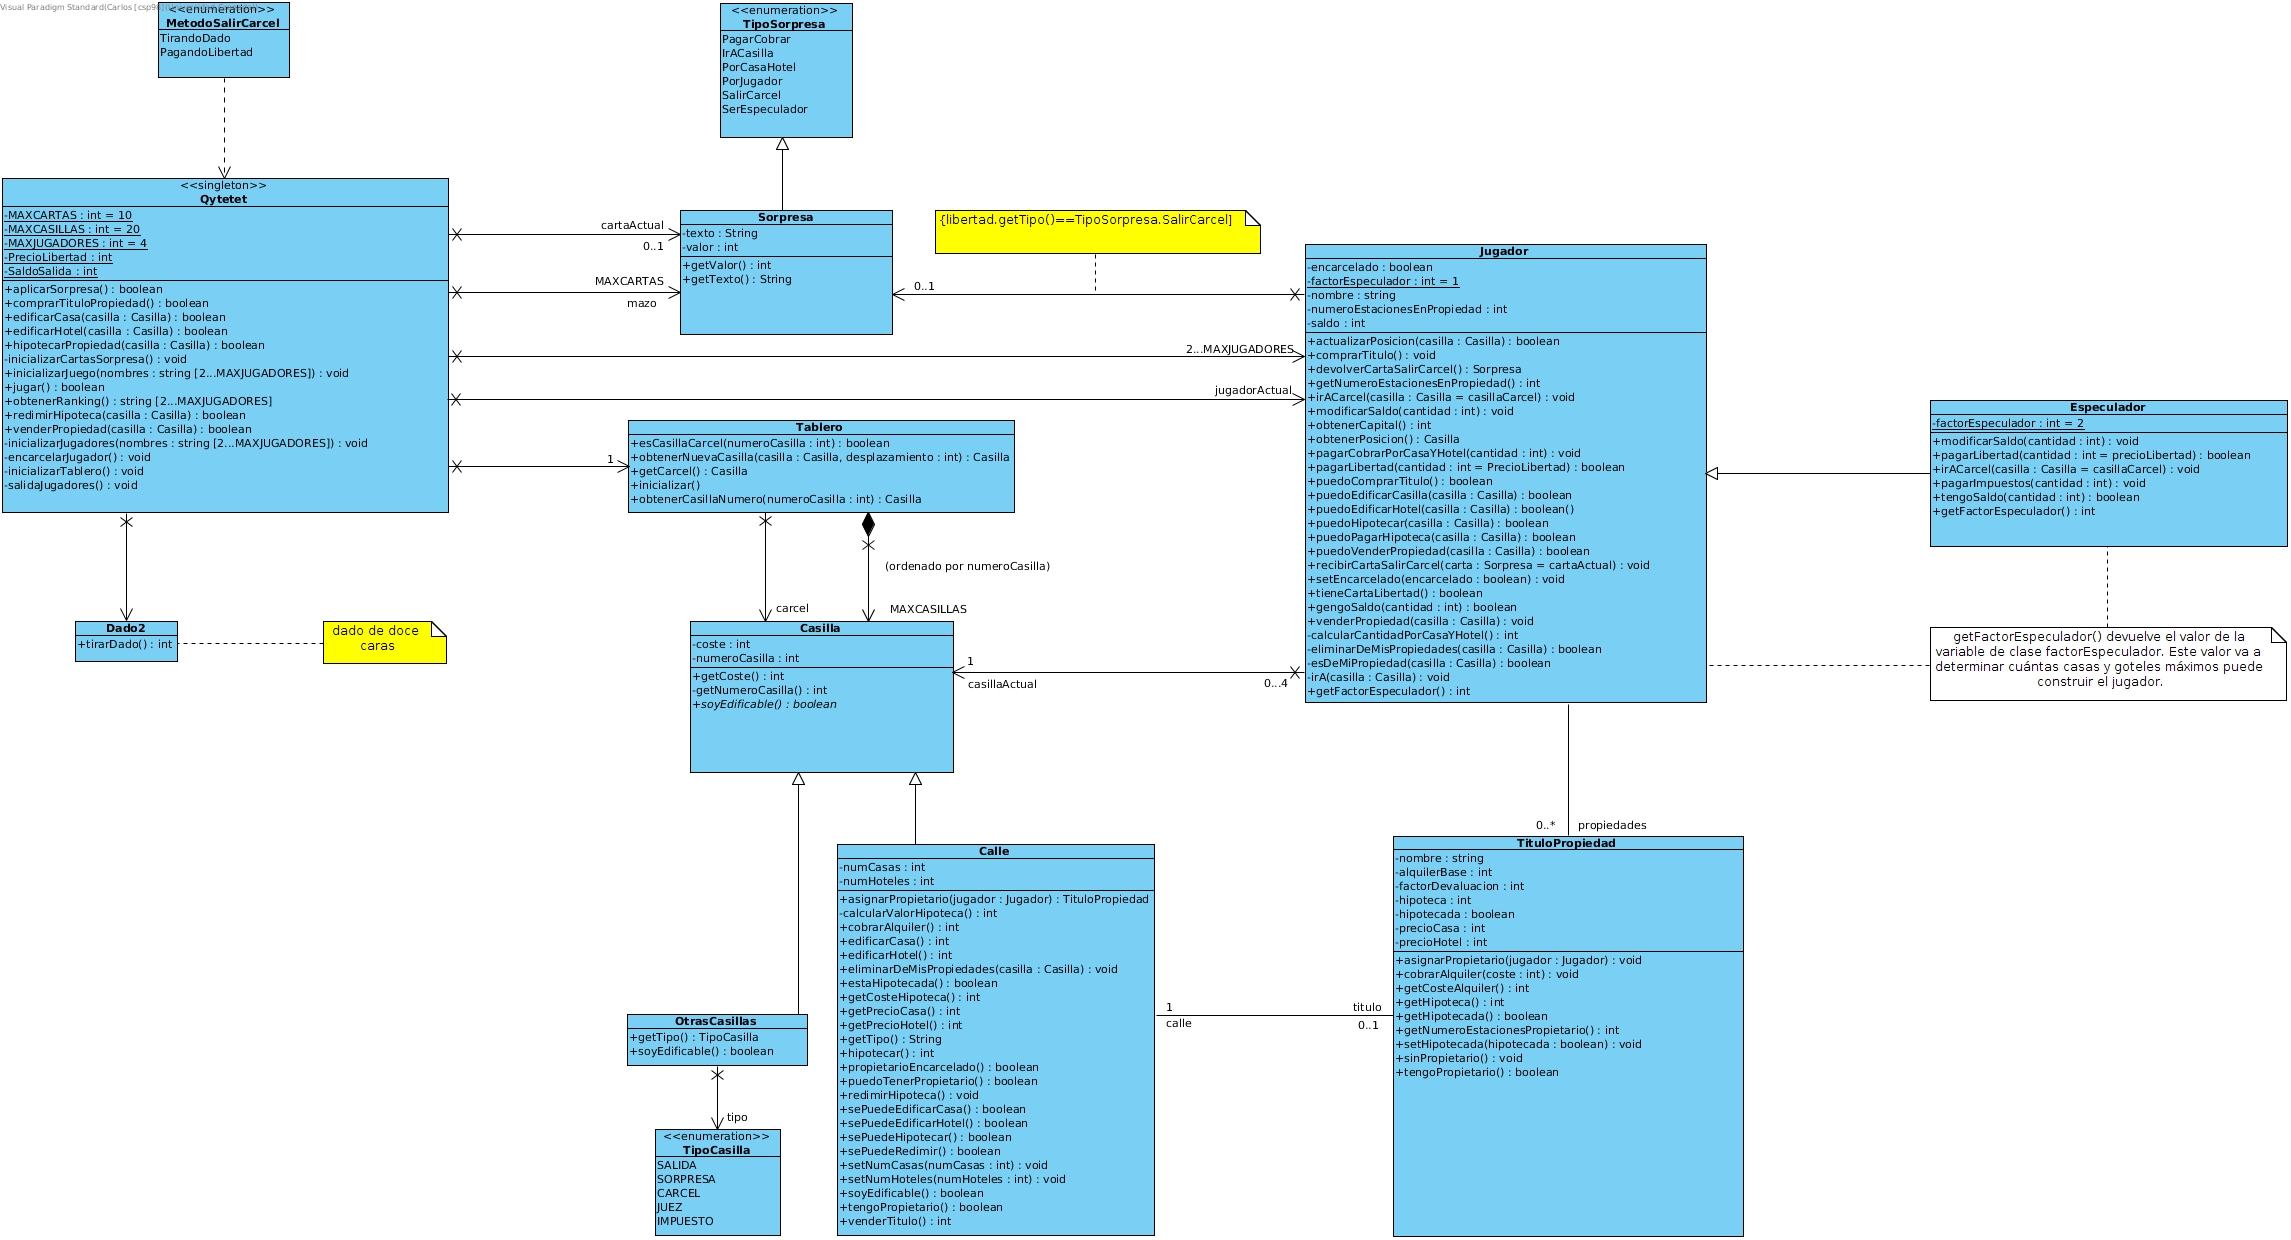 Visual Paradigm Standard(Carlos [csp98
<<enumeration>>
MetodoSalirCarcel
TirandoDado
PagandoLibertad
<<enumeration>>
TipoSorpresa
PagarCobrar
IrACasilla
PorCasaHotel
PorJugador
SalirCarcel
SerEspeculador
<<singleton>>
Qytetet
-MAXCARTAS : int = 10
-MAXCASILLAS : int = 20
-MAXJUGADORES : int = 4
-PrecioLibertad : int
-SaldoSalida : int
+aplicarSorpresa() : boolean
+comprarTituloPropiedad() : boolean
+edificarCasa(casilla : Casilla) : boolean
+edificarHotel(casilla : Casilla) : boolean
+hipotecarPropiedad(casilla : Casilla) : boolean
-inicializarCartasSorpresa() : void
+inicializarJuego(nombres : string [2...MAXJUGADORES]) : void
+jugar() : boolean
+obtenerRanking() : string [2...MAXJUGADORES]
+redimirHipoteca(casilla : Casilla) : boolean
+venderPropiedad(casilla : Casilla) : boolean
-inicializarJugadores(nombres : string [2...MAXJUGADORES]) : void
-encarcelarJugador() : void
-inicializarTablero() : void
-salidaJugadores() : void
cartaActual
0..1
MAXCARTAS
mazo
Sorpresa
-texto : String
-valor : int
+getValor() : int
+getTexto() : String
{libertad.getTipo()==TipoSorpresa.SalirCarcel]
0..1
2...MAXJUGADORES
jugadorActual
1
Jugador
-encarcelado : boolean
-factorEspeculador : int = 1
-nombre : string
-numeroEstacionesEnPropiedad : int
-saldo : int
+actualizarPosicion(casilla : Casilla) : boolean
+comprarTitulo() : void
+devolverCartaSalirCarcel() : Sorpresa
+getNumeroEstacionesEnPropiedad() : int
+irACarcel(casilla : Casilla = casillaCarcel) : void
+modificarSaldo(cantidad : int) : void
+obtenerCapital() : int
+obtenerPosicion() : Casilla
+pagarCobrarPorCasaYHotel(cantidad : int) : void
+pagarLibertad(cantidad : int = PrecioLibertad) : boolean
+puedoComprarTitulo() : boolean
+puedoEdificarCasilla(casilla : Casilla) : boolean
+puedoEdificarHotel(casilla : Casilla) : boolean()
+puedoHipotecar(casilla : Casilla) : boolean
+puedoPagarHipoteca(casilla : Casilla) : boolean
+puedoVenderPropiedad(casilla : Casilla) : boolean
+recibirCartaSalirCarcel(carta : Sorpresa = cartaActual) : void
+setEncarcelado(encarcelado : boolean) : void
+tieneCartaLibertad() : boolean
+gengoSaldo(cantidad : int) : boolean
+venderPropiedad(casilla : Casilla) : void
-calcularCantidadPorCasaYHotel() : int
-eliminarDeMisPropiedades(casilla : Casilla) : boolean
-esDeMiPropiedad(casilla : Casilla) : boolean
-irA(casilla : Casilla) : void
+getFactorEspeculador() : int
Especulador
-factorEspeculador : int = 2
+modificarSaldo(cantidad : int) : void
+pagarLibertad(cantidad : int = precioLibertad) : boolean
+irACarcel(casilla : Casilla = casillaCarcel) : void
+pagarImpuestos(cantidad : int) : void
+tengoSaldo(cantidad : int) : boolean
+getFactorEspeculador() : int
getFactorEspeculador() devuelve el valor de la
variable de clase factorEspeculador. Este valor va a
determinar cuántas casas y goteles máximos puede
construir el jugador.
Tablero
+esCasillaCarcel(numeroCasilla : int) : boolean
+obtenerNuevaCasilla(casilla : Casilla, desplazamiento : int) : Casilla
+getCarcel() : Casilla
+inicializar()
+obtenerCasillaNumero(numeroCasilla : int) : Casilla
(ordenado por numeroCasilla)
carcel
MAXCASILLAS
Dado2
+tirarDado() : int
dado de doce
caras
Casilla
-coste : int
-numeroCasilla : int
+getCoste() : int
-getNumeroCasilla() : int
+soyEdificable() : boolean
1
casillaActual
0...4
0..*
propiedades
Calle
-numCasas : int
-numHoteles : int
+asignarPropietario(jugador : Jugador) : TituloPropiedad
-calcularValorHipoteca() : int
+cobrarAlquiler() : int
+edificarCasa() : int
+edificarHotel() : int
+eliminarDeMisPropiedades(casilla : Casilla) : void
+estaHipotecada() : boolean
+getCosteHipoteca() : int
+getPrecioCasa() : int
+getPrecioHotel() : int
+getTipo() : String
+hipotecar() : int
+propietarioEncarcelado() : boolean
+puedoTenerPropietario() : boolean
+redimirHipoteca() : void
+sePuedeEdificarCasa() : boolean
+sePuedeEdificarHotel() : boolean
+sePuedeHipotecar() : boolean
+sePuedeRedimir() : boolean
+setNumCasas(numCasas : int) : void
+setNumHoteles(numHoteles : int) : void
+soyEdificable() : boolean
+tengoPropietario() : boolean
+venderTitulo() : int
1
calle
titulo
0..1
TituloPropiedad
-nombre : string
-alquilerBase : int
-factorDevaluacion : int
-hipoteca : int
-hipotecada : boolean
-precioCasa : int
-precioHotel : int
+asignarPropietario(jugador : Jugador) : void
+cobrarAlquiler(coste : int) : void
+getCosteAlquiler() : int
+getHipoteca() : int
+getHipotecada() : boolean
+getNumeroEstacionesPropietario() : int
+setHipotecada(hipotecada : boolean) : void
+sinPropietario() : void
+tengoPropietario() : boolean
OtrasCasillas
+getTipo() : TipoCasilla
+soyEdificable() : boolean
tipo
<<enumeration>>
TipoCasilla
SALIDA
SORPRESA
CARCEL
JUEZ
IMPUESTO